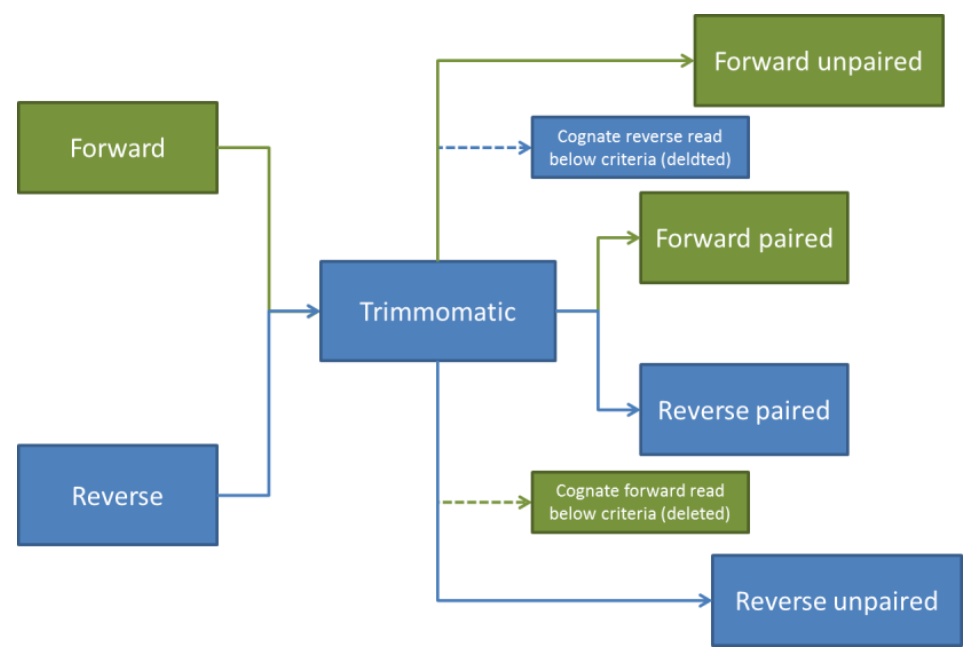 Forward unpaired
Forward
Cognate reverse read
below criteria (deldted)
Forward paired
Trimmomatic
Reverse paired
Reverse
Cognate forward read
below criteria (deleted)
Reverse unpaired